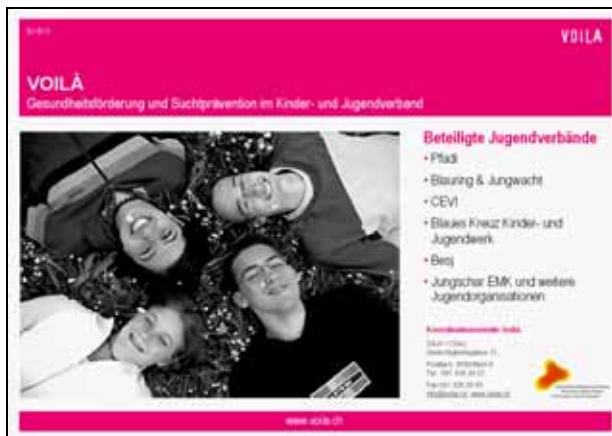 VOILA
VOILÀ
Gesundheitsförderung und Suchtprävention im Kinder- und Jugendverband
Beteiligte Jugendverbände
• Pfadi
• Blauring & Jungwacht
• CEVI
• Blaues Kreuz Kinder- und
Jugendwerk
• Besj
• Jungschar EMK und weitere
Jugendorganisationen
www.voila.ch